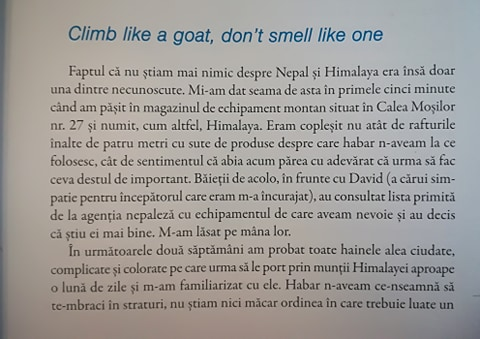 Climb like a goat, don't smell like one
Faptul că nu știam mai nimic despre Nepal și Himalaya era însă doar
una dintre necunoscute. Mi-am dat seama de asta în primele cinci minute
când am pășit în magazinul de echipament montan situat în Calea Moșilor
nr. 27 și numit, cum altfel, Himalaya. Eram copleșit nu atât de rafturile
înalte de patru metri cu sute de produse despre care habar n-aveam la ce
folosesc, cât de sentimentul că abia acum părea cu adevărat că urma să fac
ceva destul de important. Băieții de acolo, în frunte cu David (a cărui sim-
patie pentru începătorul care eram m-a încurajat), au consultat lista primită
de la agenția nepaleză cu echipamentul de care aveam nevoie și au decis
că știu ei mai bine. M-am lăsat pe mâna lor.
În următoarele două săptămâni am probat toate hainele alea ciudate,
complicate și colorate pe care urma să le port prin munții Himalayei aproape
o lună de zile și m-am familiarizat cu ele. Habar n-aveam ce-nseamnă să
te-mbraci în straturi, nu știam nici măcar ordinea în care trebuie luate un